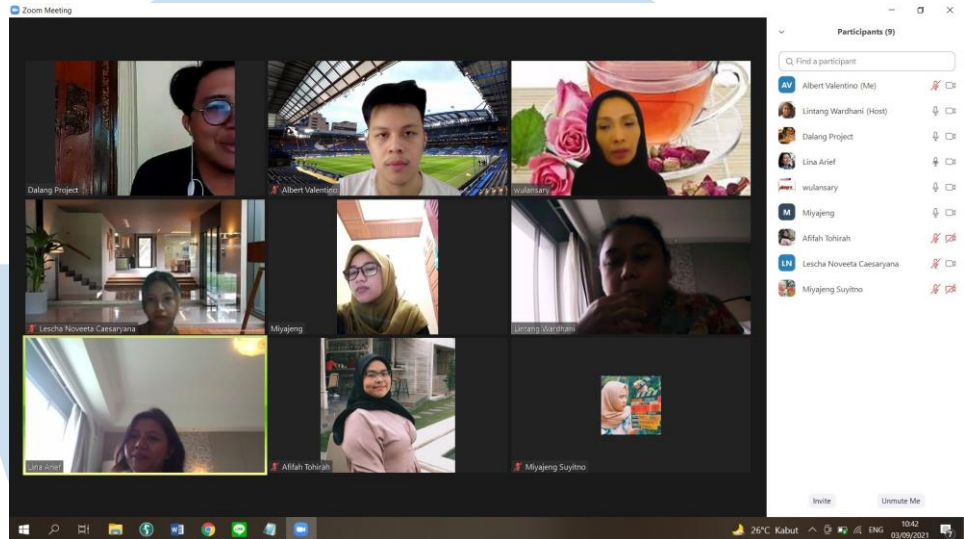 Zoom Meeting
Participants (9)
Find a participant
AV Albert Valentino (Me)
Lintang Wardhani (Host)
Dalang Project
Lina Arief
wulansary
M Miyajeng
Afifah Tohirah
LN Lescha Noveeta Caesaryana
Miyajeng Suyitno
Dalang Project
Albert Valentino
wulansary
Lescha Noveeta Caesaryana
Miyajeng
Lintang Wardhani
Lina Arief
Afifah Tohirah
Miyajeng Suyitno
Invite
Unmute Me
26°C Kabut
ENG
10:42
03/09/2021